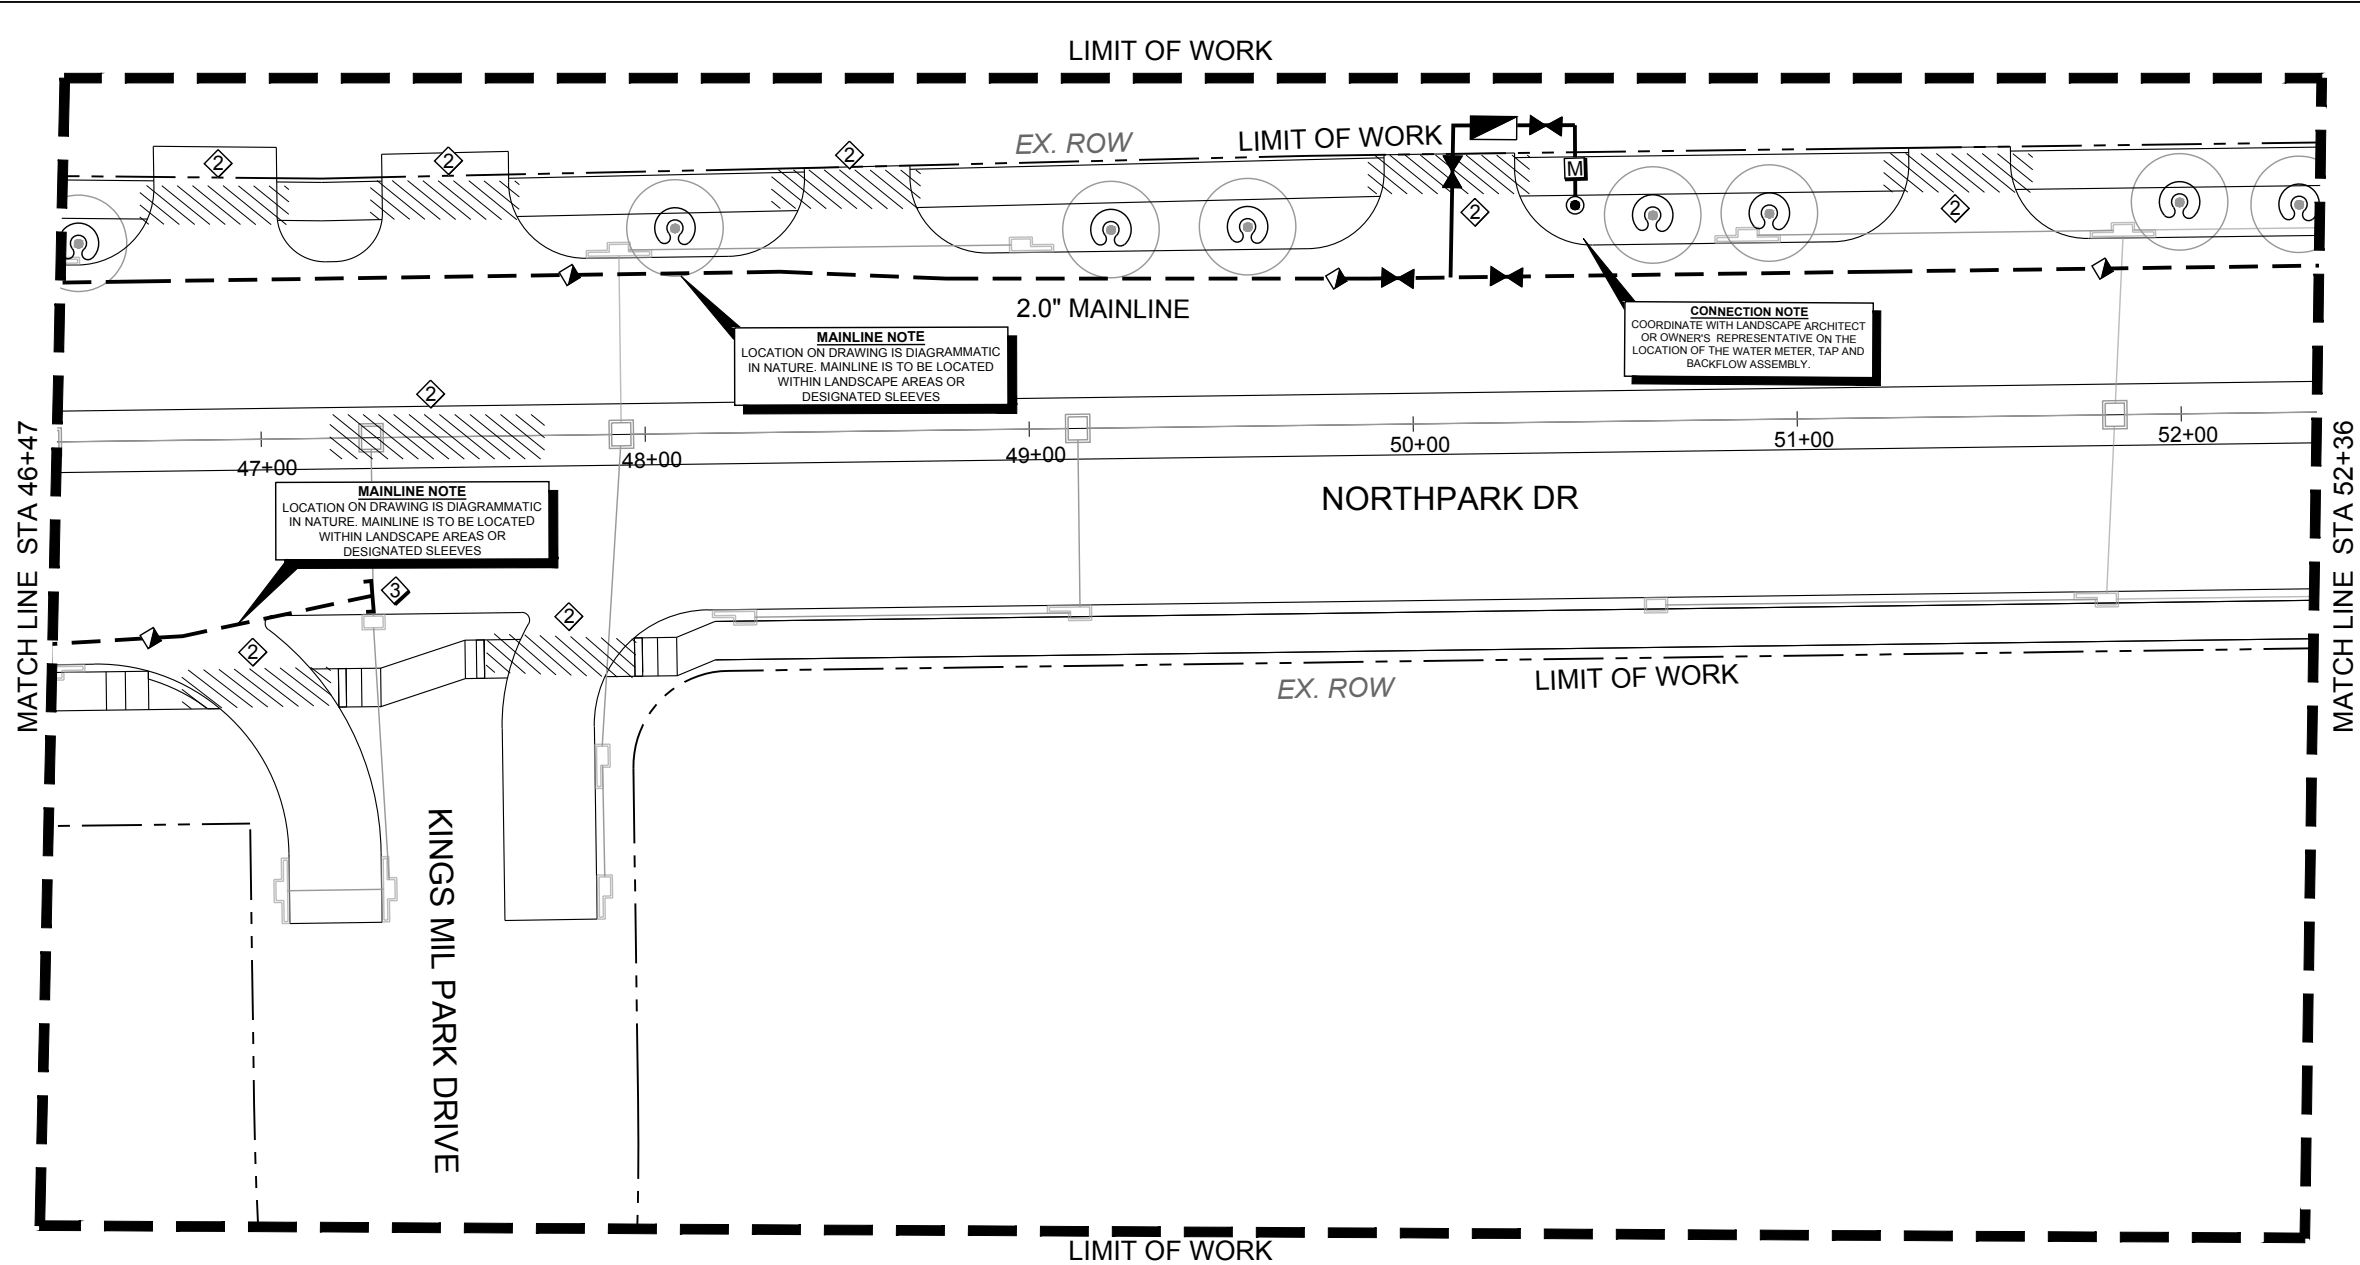 LIMIT OF WORK
EX. ROW
LIMIT OF WORK
2
2
2
M
2
2
2.0" MAINLINE
MAINLINE NOTE
LOCATION ON DRAWING IS DIAGRAMMATIC
IN NATURE. MAINLINE IS TO BE LOCATED
WITHIN LANDSCAPE AREAS OR
DESIGNATED SLEEVES
CONNECTION NOTE
COORDINATE WITH LANDSCAPE ARCHITECT
OR OWNER'S REPRESENTATIVE ON THE
LOCATION OF THE WATER METER, TAP AND
BACKFLOW ASSEMBLY.
2
47+00
48+00
49+00
50+00
51+00
52+00
MATCH LINE STA 46+47
MATCH LINE STA 52+36
NORTHPARK DR
MAINLINE NOTE
LOCATION ON DRAWING IS DIAGRAMMATIC
IN NATURE. MAINLINE IS TO BE LOCATED
WITHIN LANDSCAPE AREAS OR
DESIGNATED SLEEVES
3
2
2
EX. ROW
LIMIT OF WORK
KINGS MIL PARK DRIVE
LIMIT OF WORK